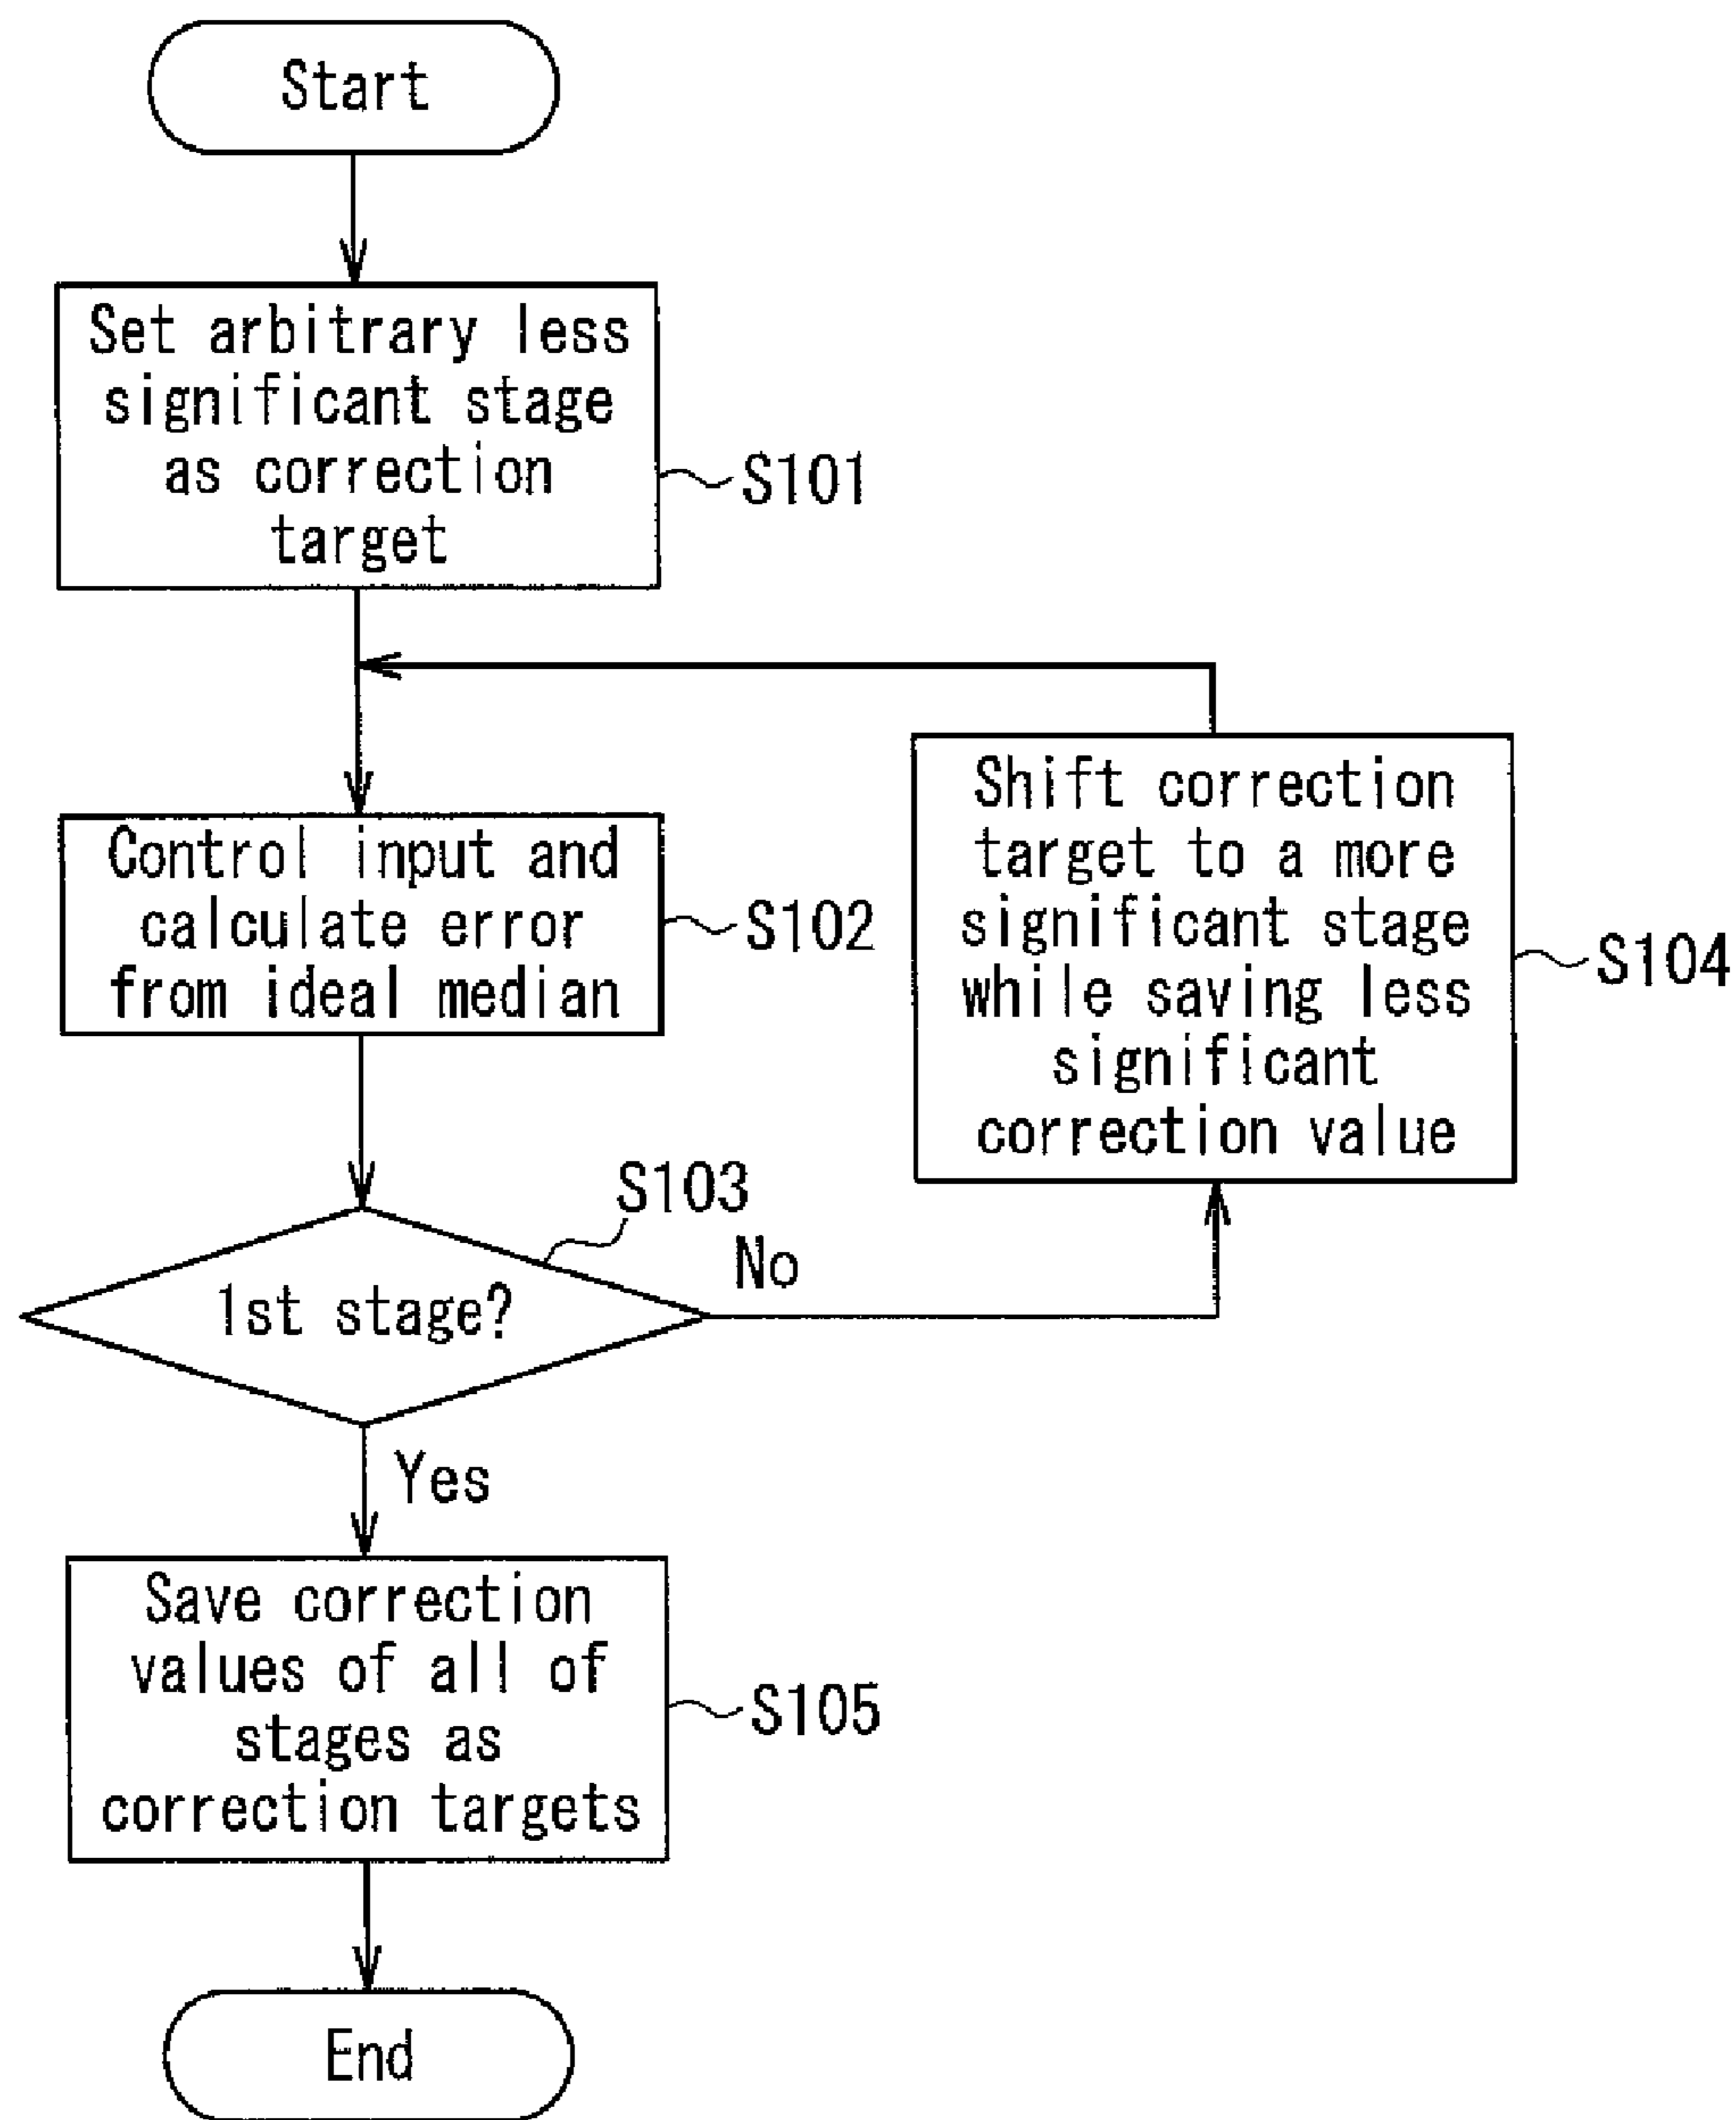 Start
Set arbitrary less
significant stage
as correction
target
S101
Control input and
calculate error
from ideal median
S102
Shift correction
target to a more
significant stage
while saving less
significant
correction value
S104
S103
1st stage?
No
Yes
Save correction
values of all of
stages as
correction targets
S105
End